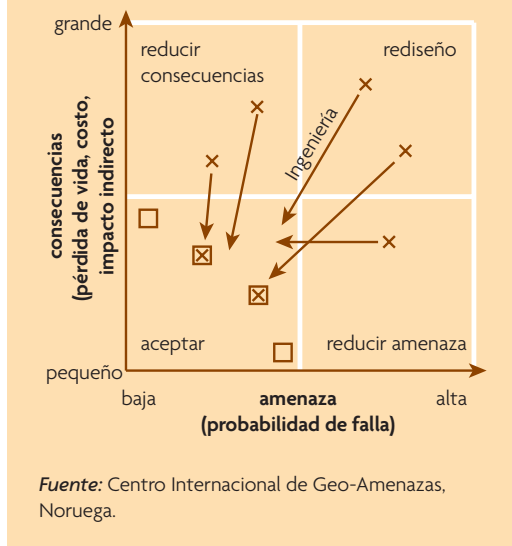 grande
reducir
consecuencias
rediseño
Ingeniería
consecuencias
(pérdida de vida, costo,
impacto indirecto
aceptar
reducir amenaza
pequeño
baja
amenaza
alta
(probabilidad de falla)
Fuente: Centro Internacional de Geo-Amenazas,
Noruega.